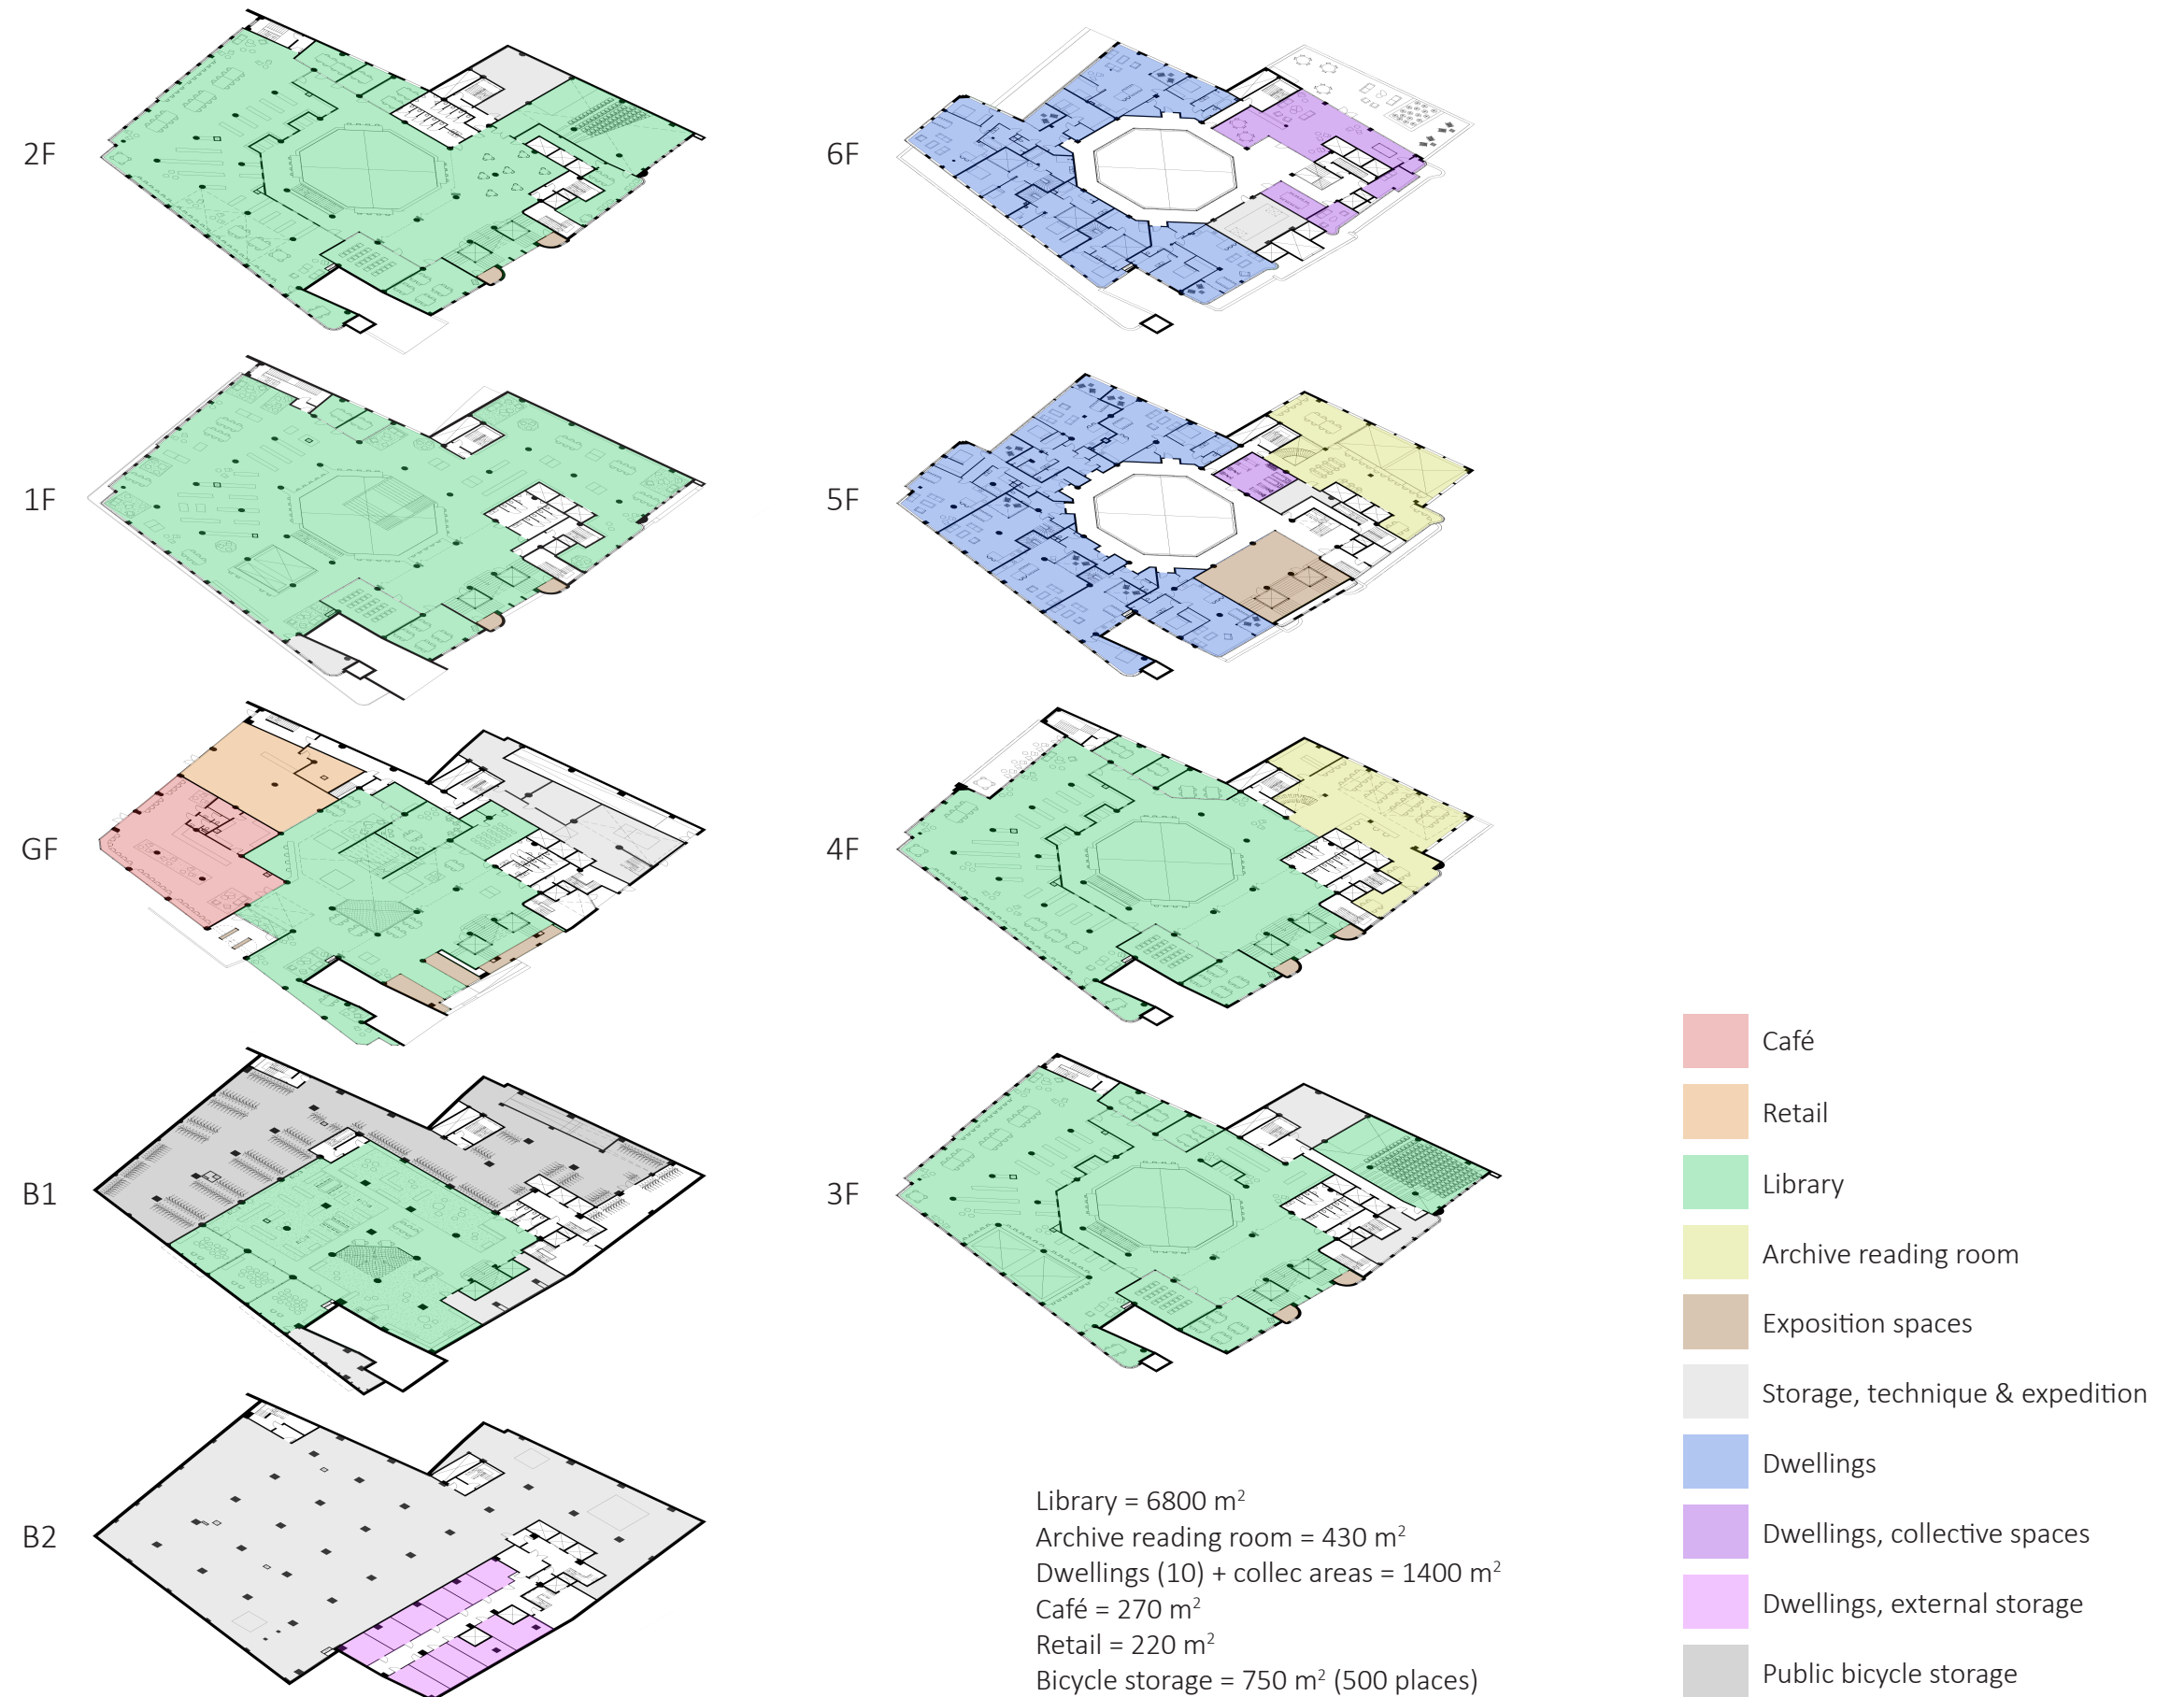 2F
6F
1F
5F
GF
4F
B1
3F
B2
Café
Retail
Library
Archive reading room
Exposition spaces
Storage, technique & expedition
Dwellings
Dwellings, collective spaces
Dwellings, external storage
Public bicycle storage
Library = 6800 m²
Archive reading room = 430 m²
Dwellings (10) + collec areas = 1400 m²
Café = 270 m²
Retail = 220 m²
Bicycle storage = 750 m² (500 places)